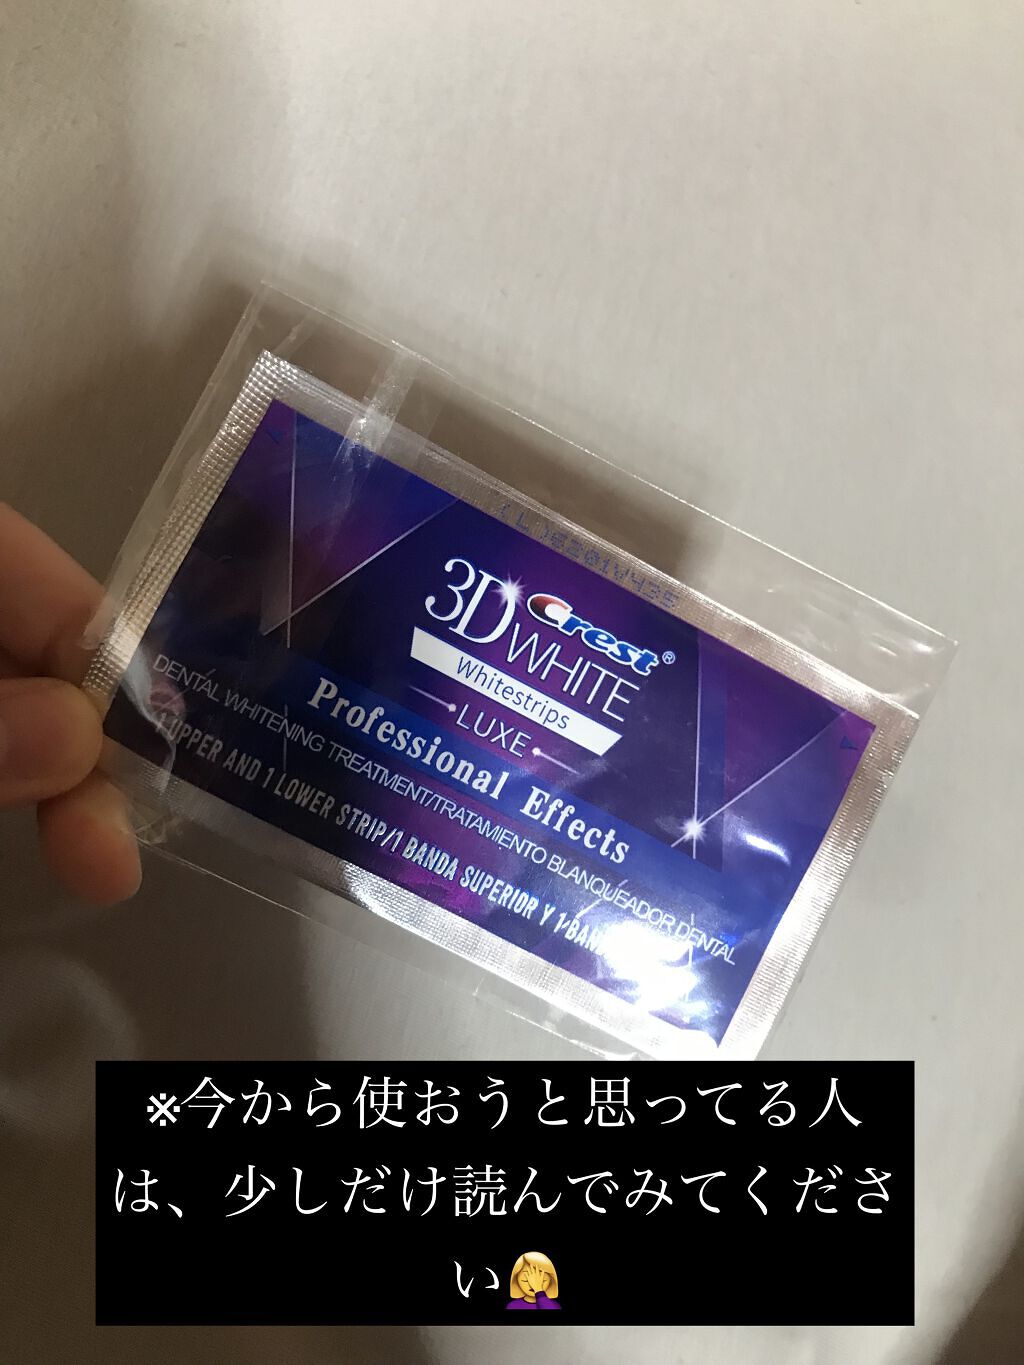 (L)6201V435
Crest®
3D WHITE
Whitestrips
LUXE
Professional Effects
DENTAL WHITENING TREATMENT/TRATAMIENTO BLANQUEADOR DENTAL
1 UPPER AND 1 LOWER STRIP/1 BANDA SUPERIOR Y 1 BAN
※今から使おうと思ってる人
は、少しだけ読んでみてくださ
い🤦‍♀️